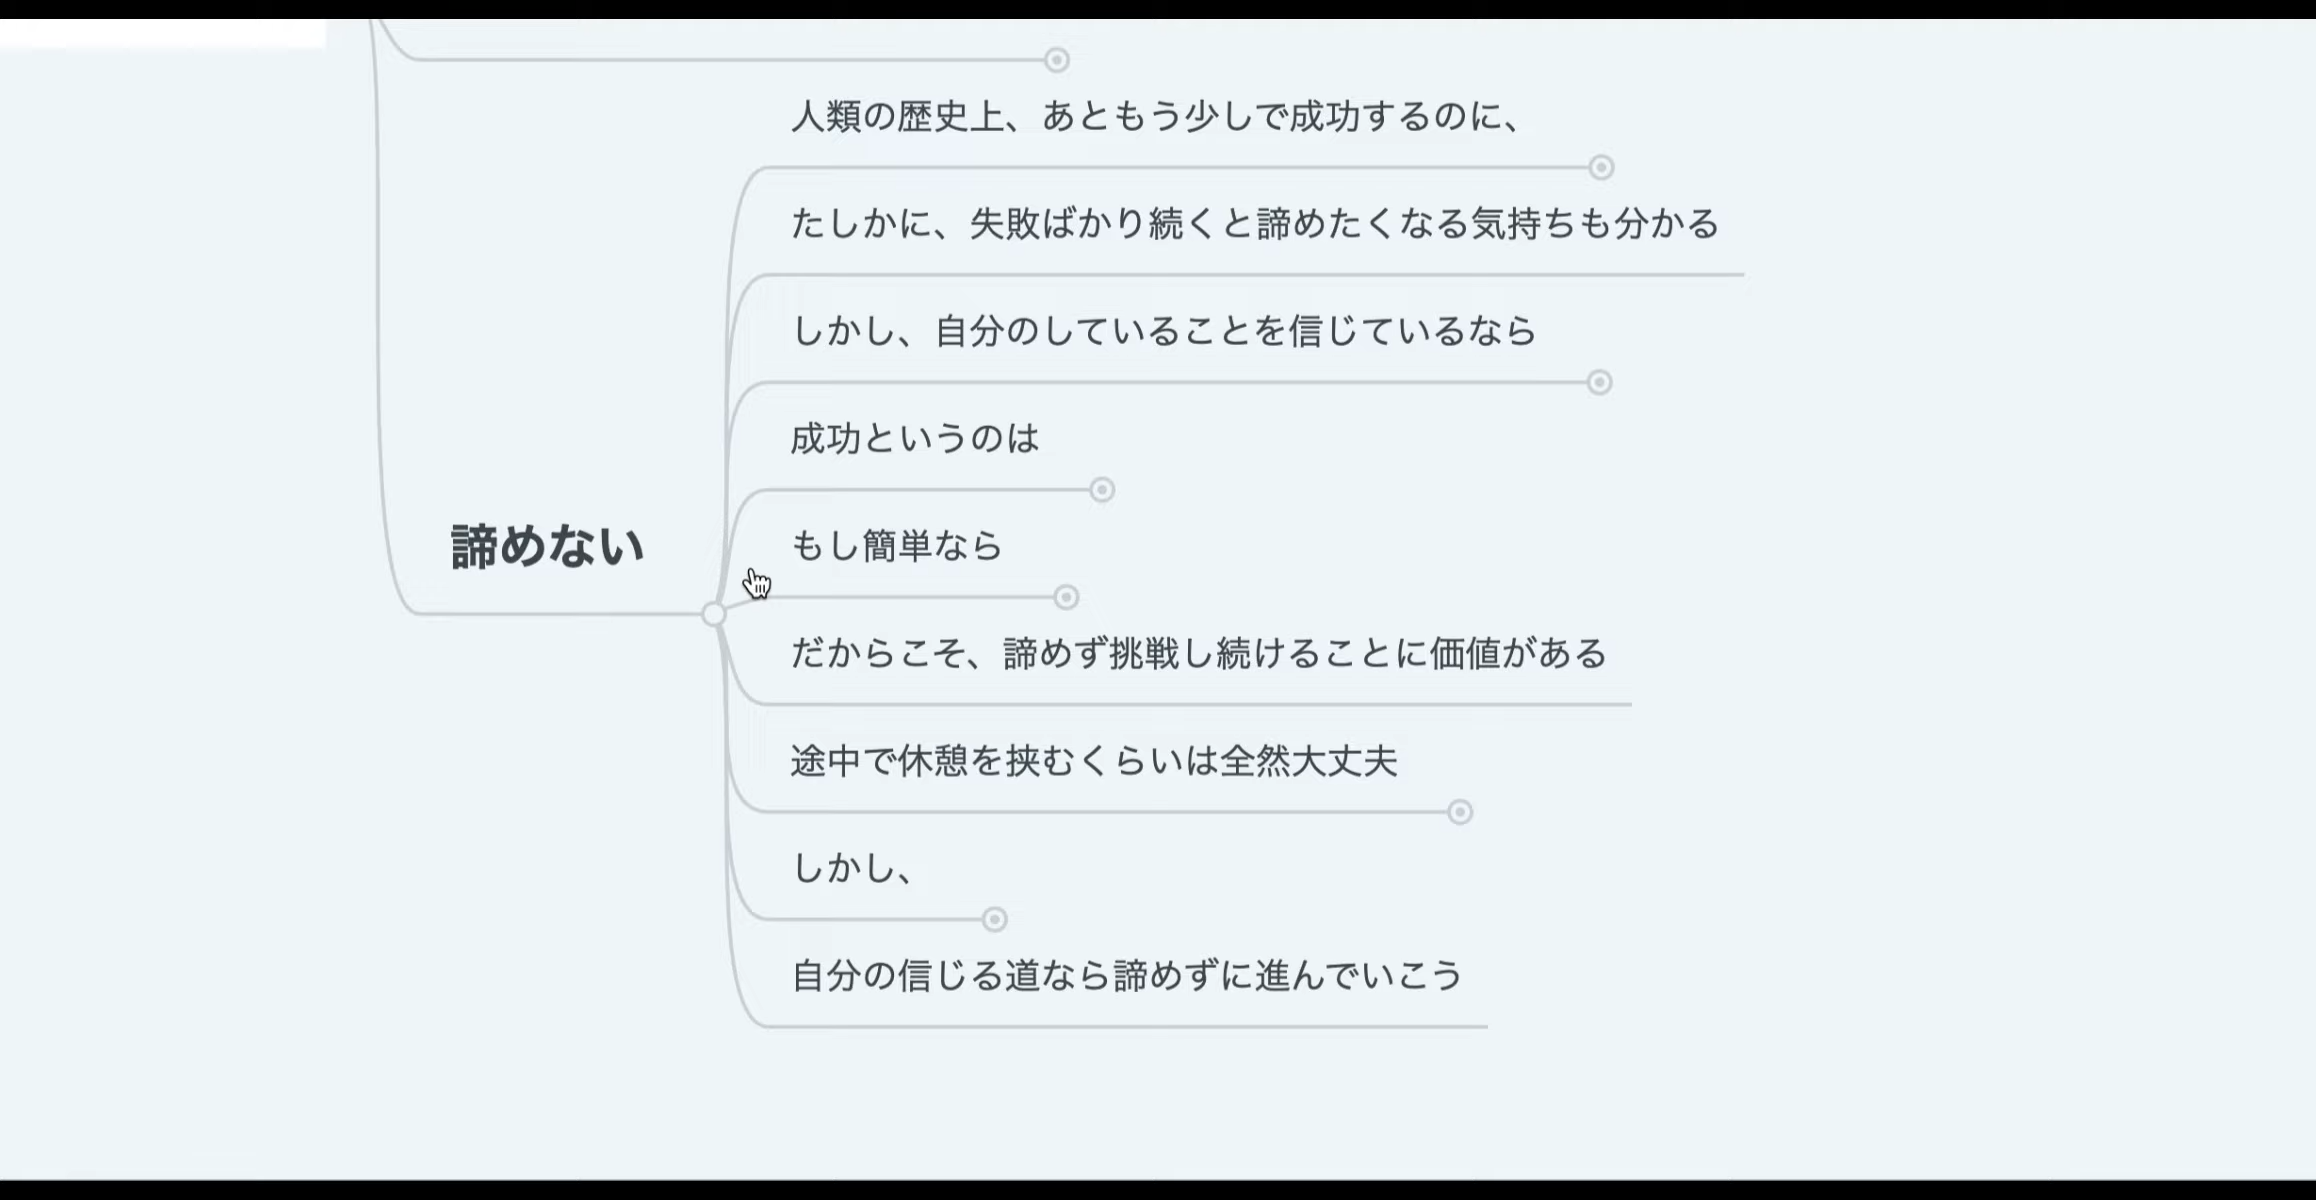 人類の歴史上、あともう少しで成功するのに、
たしかに、失敗ばかり続くと諦めたくなる気持ちも分かる
しかし、自分のしていることを信じているなら
成功というのは
諦めない
もし簡単なら
だからこそ、諦めず挑戦し続けることに価値がある
途中で休憩を挟むくらいは全然大丈夫
しかし、
自分の信じる道なら諦めずに進んでいこう